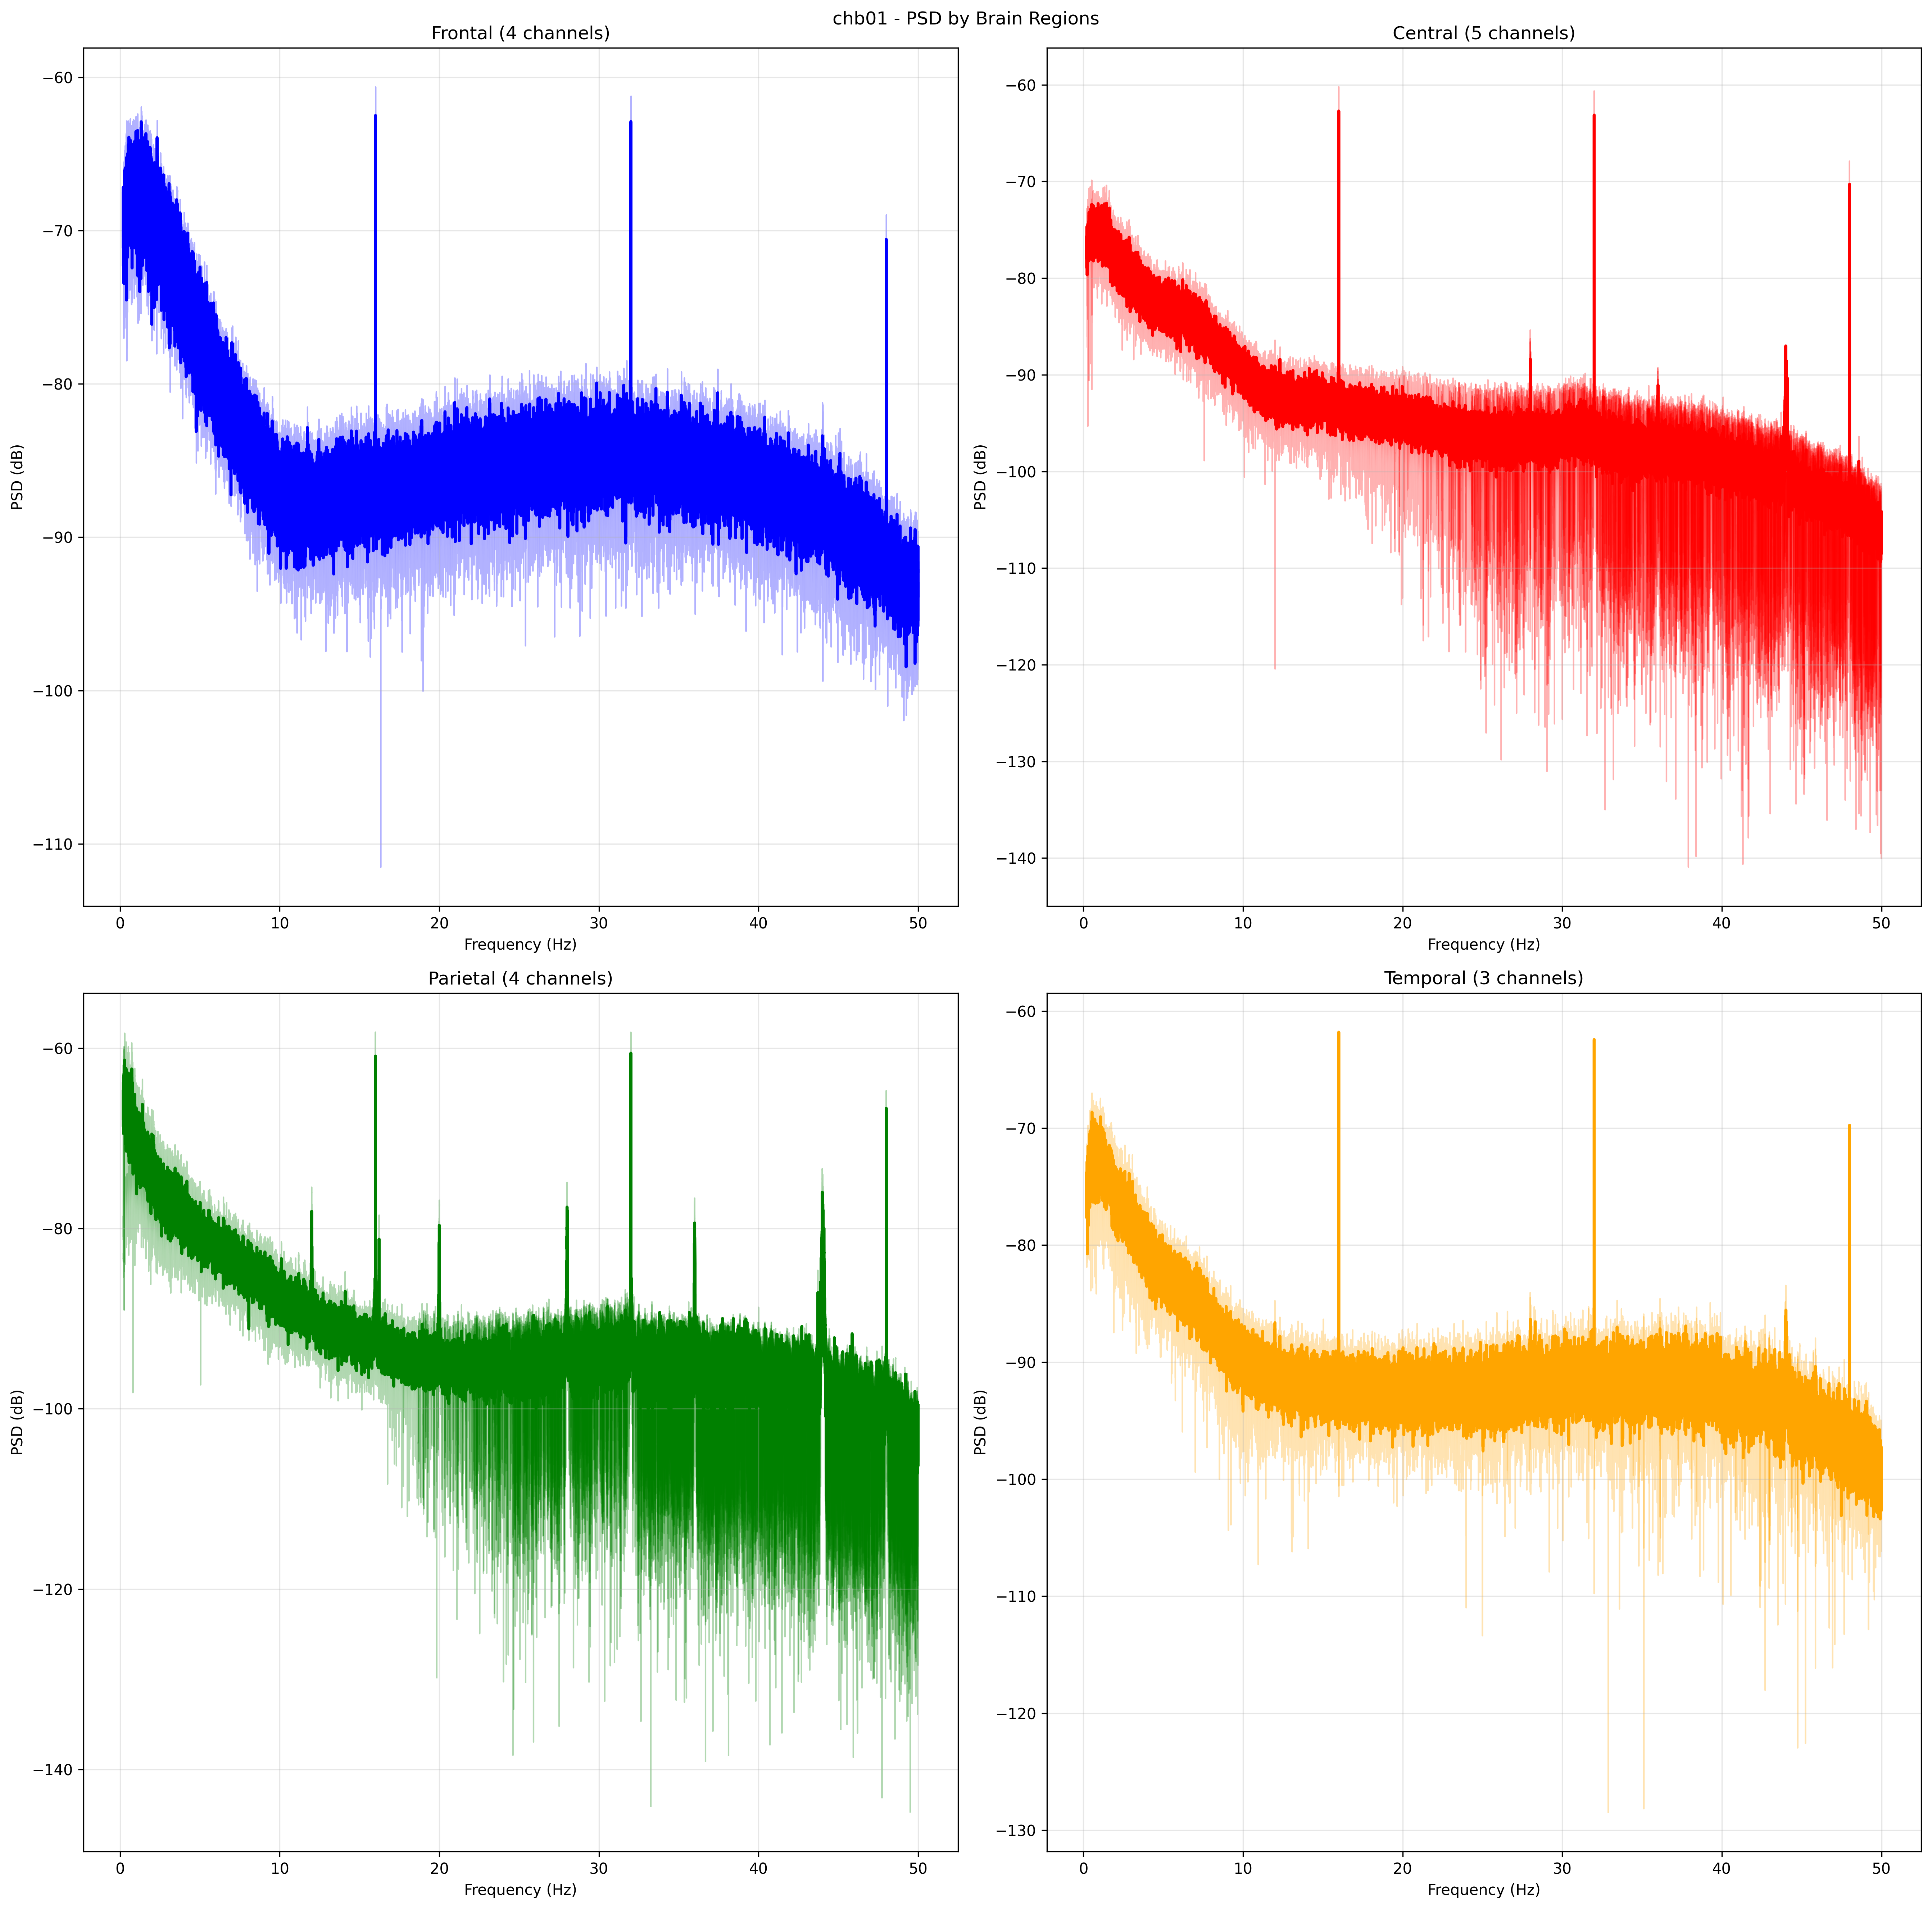 chb01 - PSD by Brain Regions
Frontal (4 channels)
−60
−70
−80
−90
−100
−110
PSD (dB)
0 10 20 30 40 50
Frequency (Hz)
Central (5 channels)
−60
−70
−80
−90
−100
−110
−120
−130
−140
PSD (dB)
0 10 20 30 40 50
Frequency (Hz)
Parietal (4 channels)
−60
−80
−100
−120
−140
PSD (dB)
0 10 20 30 40 50
Frequency (Hz)
Temporal (3 channels)
−60
−70
−80
−90
−100
−110
−120
−130
PSD (dB)
0 10 20 30 40 50
Frequency (Hz)